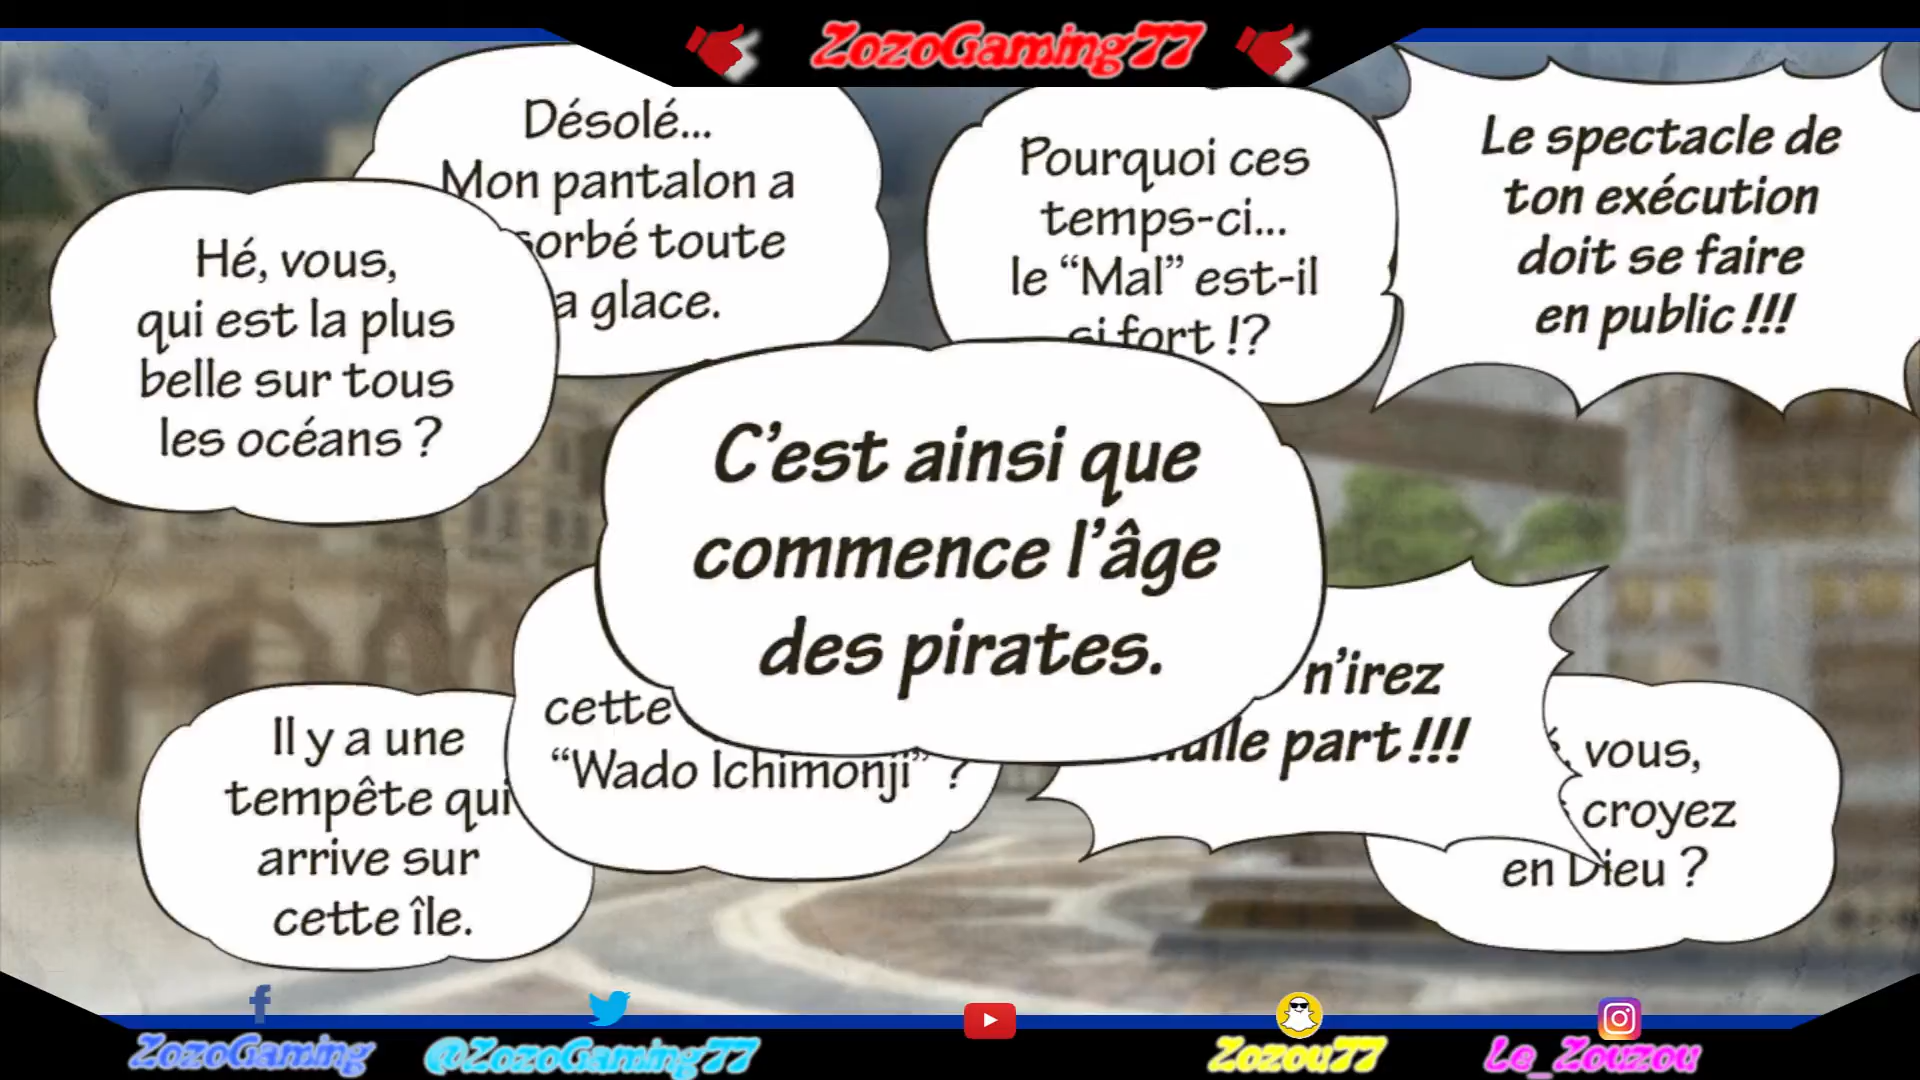 ZozoGaming77
Désolé...
Mon pantalon a
sorbé toute
a glace.
Pourquoi ces
temps-ci...
le “Mal” est-il
si fort !?
Le spectacle de
ton exécution
doit se faire
en public !!!
Hé, vous,
qui est la plus
belle sur tous
les océans ?
C’est ainsi que
commence l’âge
des pirates.
Il y a une
tempête qui
arrive sur
cette île.
cette
“Wado Ichimonji” ?
n’irez
part !!!
vous,
croyez
en Dieu ?
ZozoGaming
@ZozoGaming77
Zozou77
Le_Zouzou